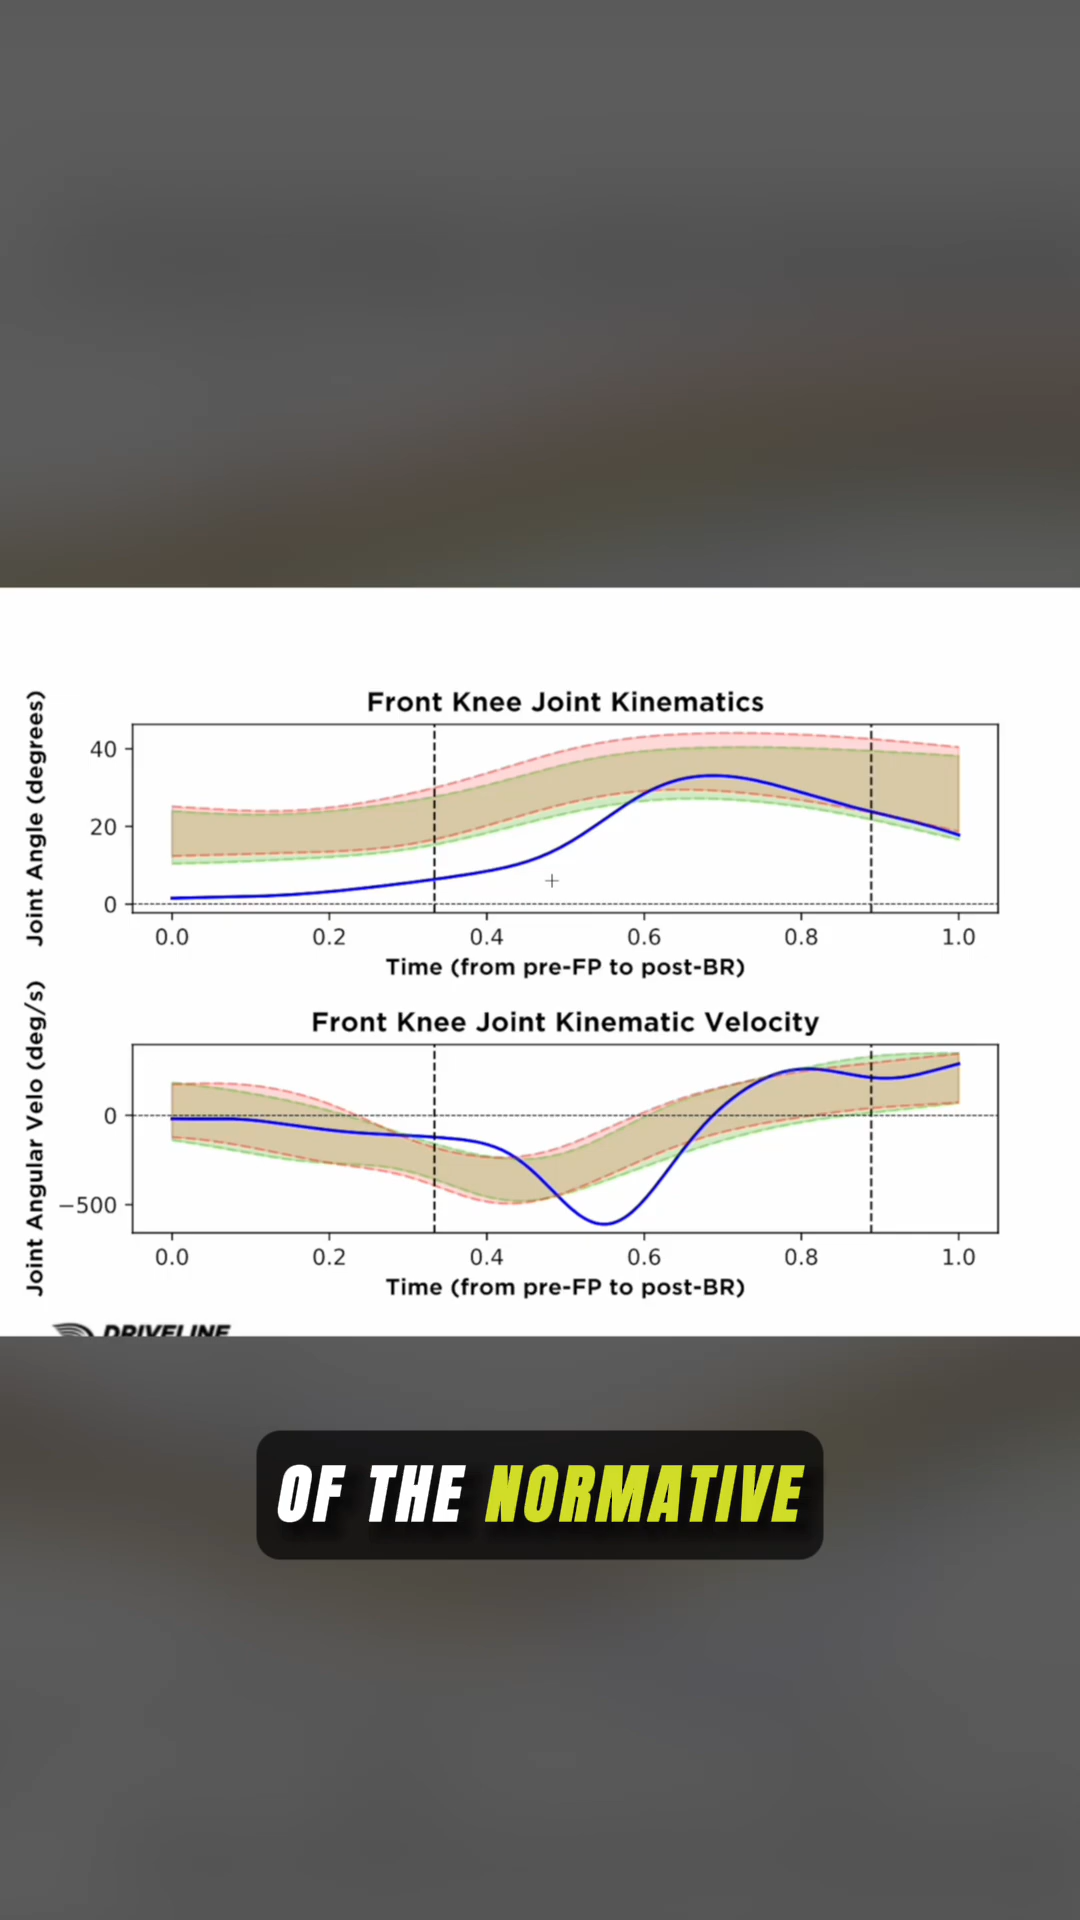 Front Knee Joint Kinematics
Joint Angle (degrees)
40
20
0
0.0 0.2 0.4 0.6 0.8 1.0
Time (from pre-FP to post-BR)
Front Knee Joint Kinematic Velocity
Joint Angular Velo (deg/s)
0
−500
0.0 0.2 0.4 0.6 0.8 1.0
Time (from pre-FP to post-BR)
DRIVELINE
OF THE NORMATIVE